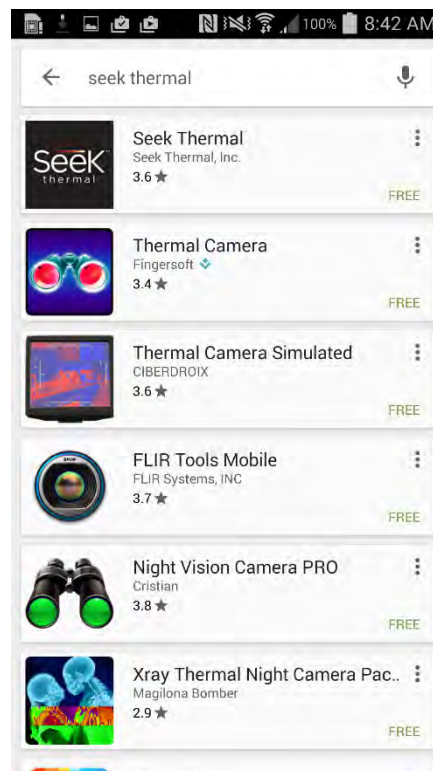 100% 8:42 AM
seek thermal
Seek
thermal
Seek Thermal
Seek Thermal, Inc.
3.6★
FREE
Thermal Camera
Fingersoft
3.4★
FREE
Thermal Camera Simulated
CIBERDROIX
3.6★
FREE
FLIR Tools Mobile
FLIR Systems, INC
3.7★
FREE
Night Vision Camera PRO
Cristian
3.8★
FREE
Xray Thermal Night Camera Pac..
Magilona Bomber
2.9★
FREE